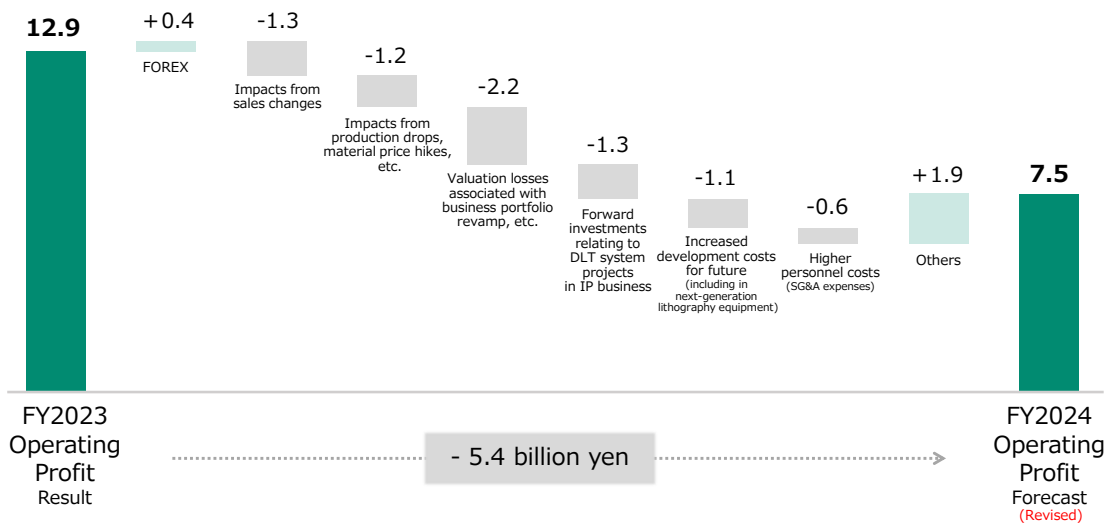 12.9
+0.4
FOREX
-1.3
Impacts from
sales changes
-1.2
Impacts from
production drops,
material price hikes,
etc.
-2.2
Valuation losses
associated with
business portfolio
revamp, etc.
-1.3
Forward
investments
relating to
DLT system
projects
in IP business
-1.1
Increased
development costs
for future
(including in
next-generation
lithography equipment)
-0.6
Higher
personnel costs
(SG&A expenses)
+1.9
Others
7.5
FY2023
Operating
Profit
Result
- 5.4 billion yen
FY2024
Operating
Profit
Forecast
(Revised)